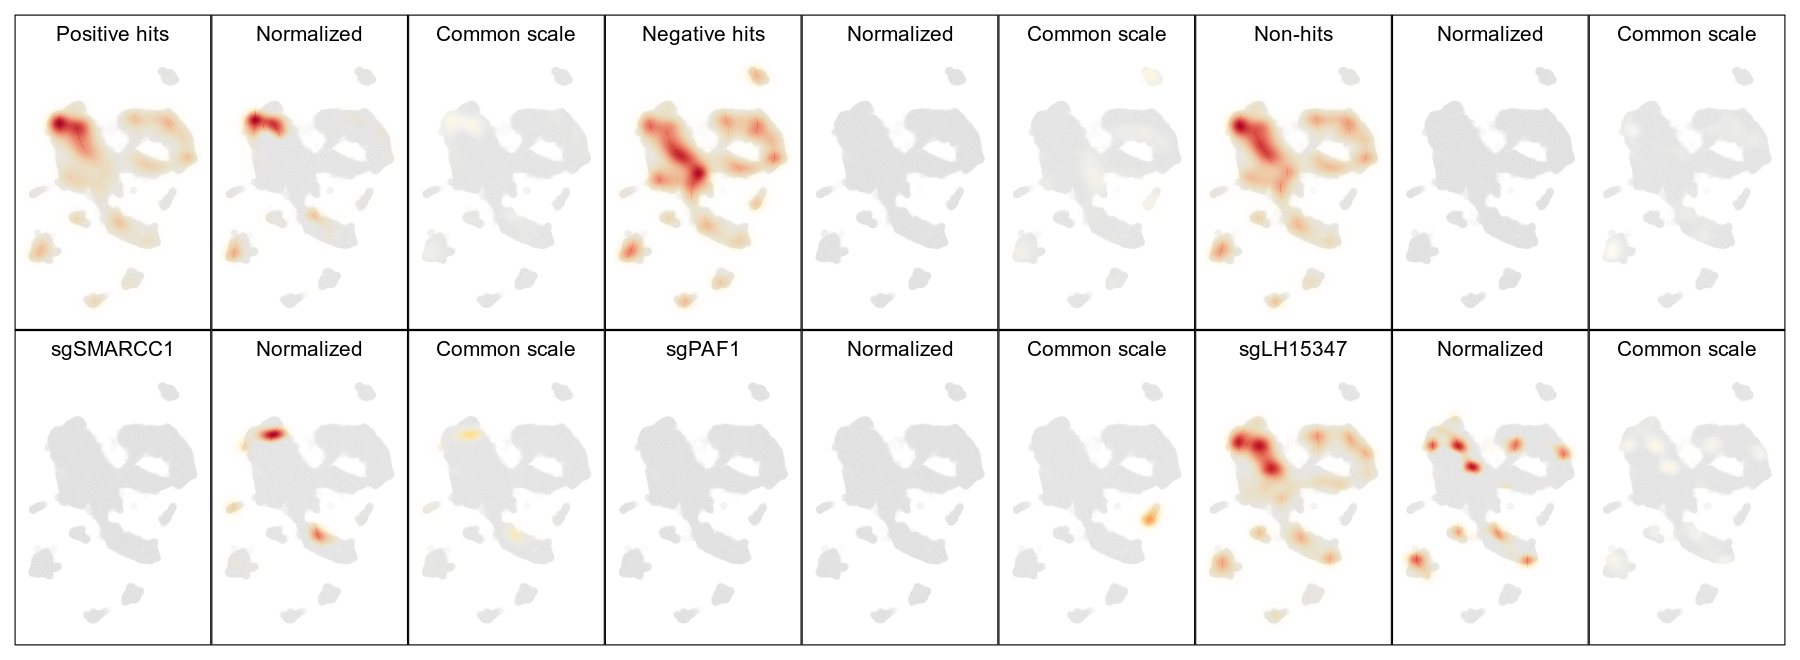 Positive hits
Normalized
Common scale
Negative hits
Normalized
Common scale
Non-hits
Normalized
Common scale
sgSMARCC1
Normalized
Common scale
sgPAF1
Normalized
Common scale
sgLH15347
Normalized
Common scale